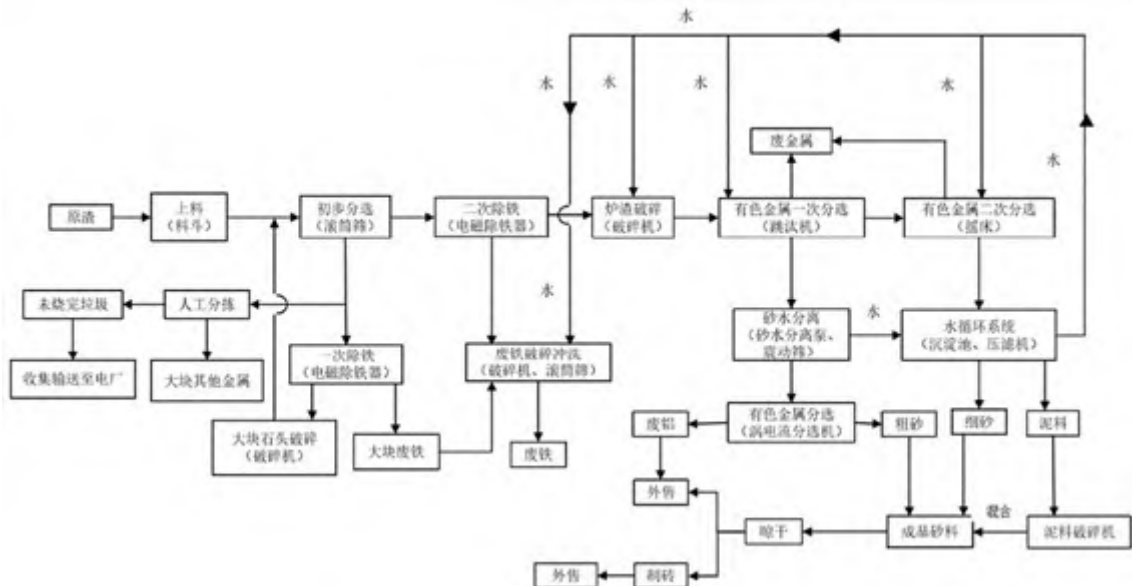 水
水
水
水
水
水
废金属
原渣
上料
（料斗）
初步分选
（滚筒筛）
二次除铁
（电磁除铁器）
炉渣破碎
（破碎机）
有色金属一次分选
（跳汰机）
有色金属二次分选
（摇床）
未烧完垃圾
人工分拣
水
砂水分离
（砂水分离泵、
震动筛）
水
水循环系统
（沉淀池、压滤机）
收集输送至电厂
大块其他金属
一次除铁
（电磁除铁器）
废铁破碎冲洗
（破碎机、滚筒筛）
大块石头破碎
（破碎机）
大块废铁
废铁
废铝
有色金属分选
（涡电流分选机）
粗砂
细砂
泥料
外售
晾干
成品砂料
混合
泥料破碎机
外售
制砖